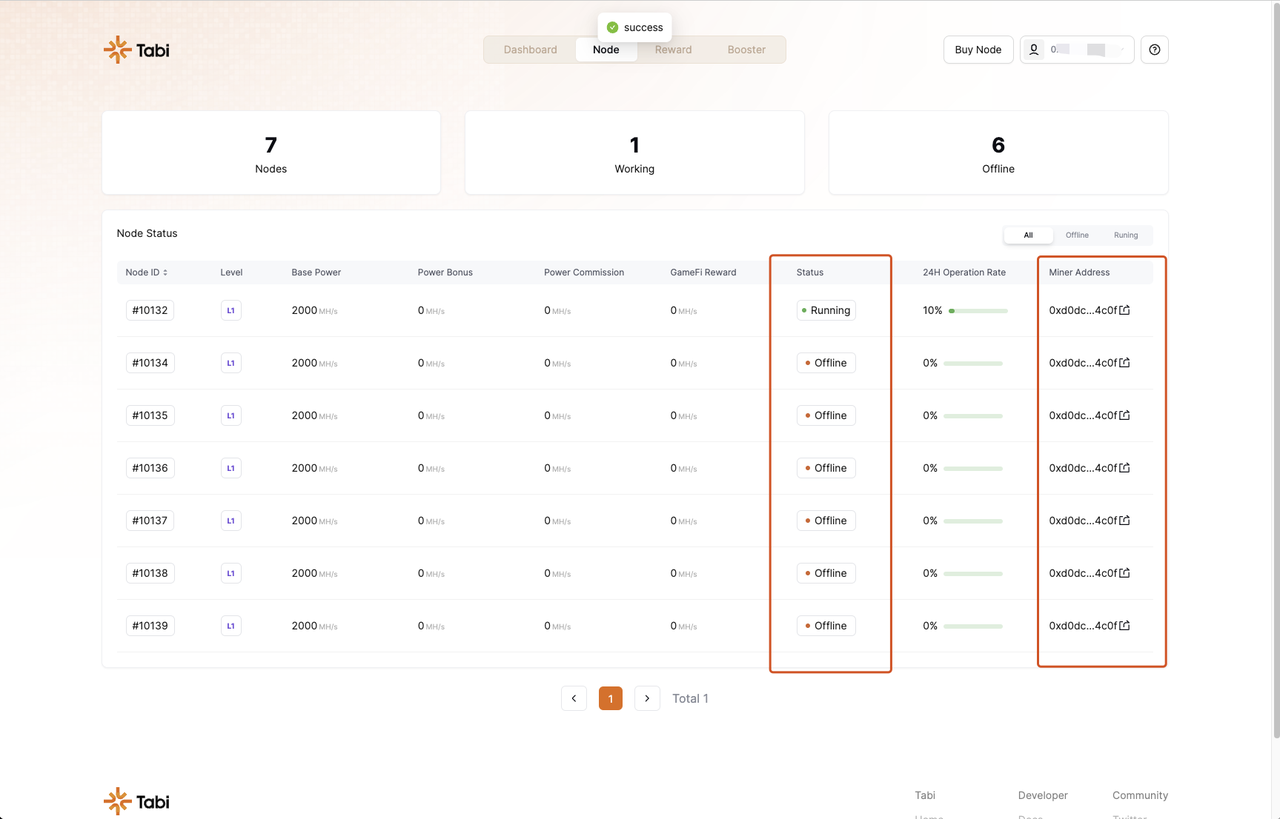 success
Tabi
Dashboard Node Reward Booster
Buy Node
7 1 6
Nodes Working Offline
Node Status
All Offline Runing
Node ID Level Base Power Power Bonus Power Commission GameFi Reward Status 24H Operation Rate Miner Address
#10132 L1 2000 MH/s 0 MH/s 0 MH/s 0 MH/s Running 10% 0xd0dc...4c0f
#10134 L1 2000 MH/s 0 MH/s 0 MH/s 0 MH/s Offline 0% 0xd0dc...4c0f
#10135 L1 2000 MH/s 0 MH/s 0 MH/s 0 MH/s Offline 0% 0xd0dc...4c0f
#10136 L1 2000 MH/s 0 MH/s 0 MH/s 0 MH/s Offline 0% 0xd0dc...4c0f
#10137 L1 2000 MH/s 0 MH/s 0 MH/s 0 MH/s Offline 0% 0xd0dc...4c0f
#10138 L1 2000 MH/s 0 MH/s 0 MH/s 0 MH/s Offline 0% 0xd0dc...4c0f
#10139 L1 2000 MH/s 0 MH/s 0 MH/s 0 MH/s Offline 0% 0xd0dc...4c0f
1 Total 1
Tabi
Tabi Developer Community